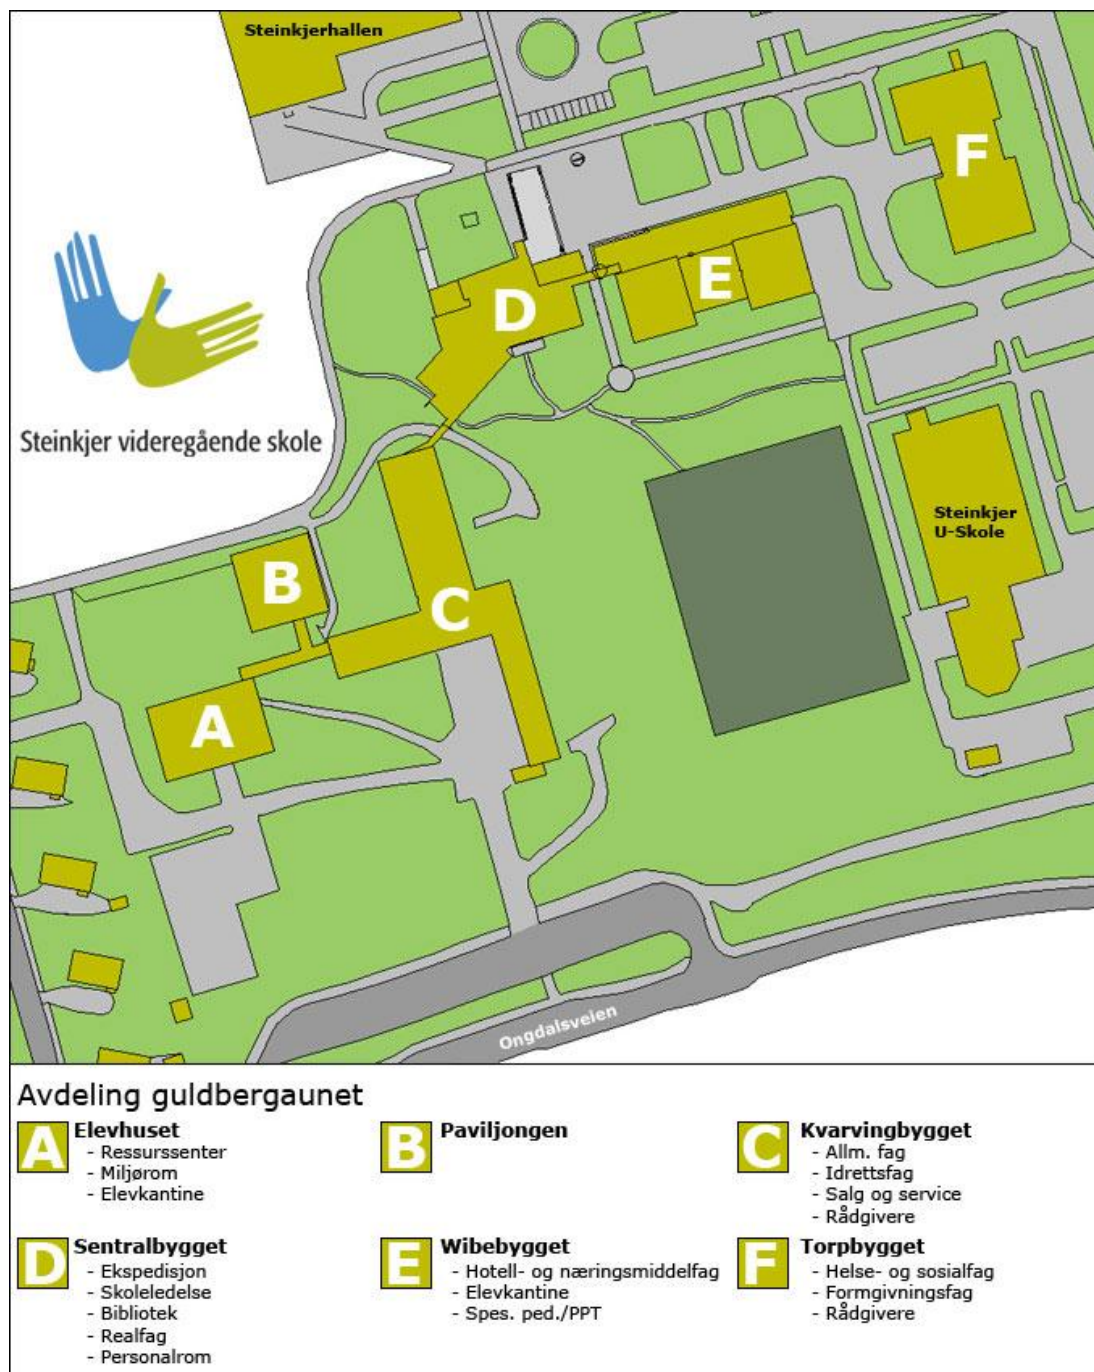 Steinkjerhallen
F
E
D
Steinkjer videregående skole
Steinkjer
U-Skole
B
C
A
Ongdalsveien
Avdeling guldbergaunet
A Elevhuset
- Ressurssenter
- Miljørom
- Elevkantine
B Paviljongen
C Kvarvingbygget
- Allm. fag
- Idrettsfag
- Salg og service
- Rådgivere
D Sentralbygget
- Ekspedisjon
- Skoleledelse
- Bibliotek
- Realfag
- Personalrom
E Wibebygget
- Hotell- og næringsmiddelfag
- Elevkantine
- Spes. ped./PPT
F Torpbygget
- Helse- og sosialfag
- Formgivningsfag
- Rådgivere